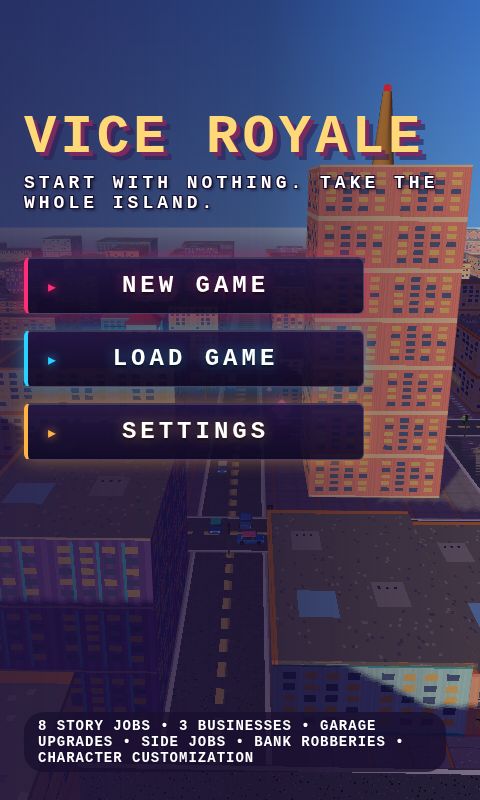 VICE ROYALE
START WITH NOTHING. TAKE THE
WHOLE ISLAND.
▸ NEW GAME
▸ LOAD GAME
▸ SETTINGS
8 STORY JOBS • 3 BUSINESSES • GARAGE
UPGRADES • SIDE JOBS • BANK ROBBERIES •
CHARACTER CUSTOMIZATION